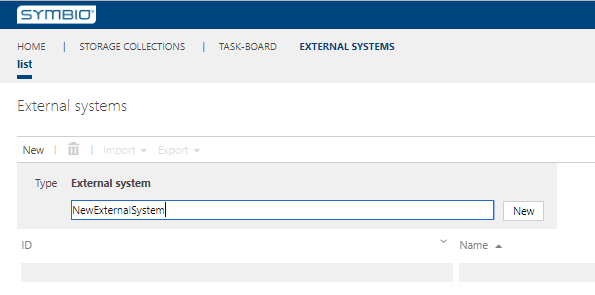 SYMBIO
HOME | STORAGE COLLECTIONS | TASK-BOARD EXTERNAL SYSTEMS
list
External systems
New | | Import Export
Type External system
NewExternalSystem New
ID Name